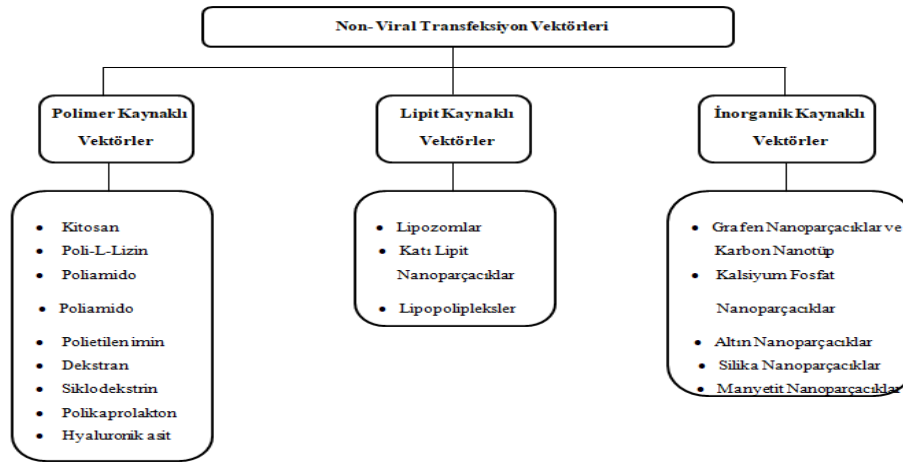 Non- Viral Transfeksiyon Vektörleri
Polimer Kaynaklı
Vektörler
• Kitosan
• Poli-L-Lizin
• Poliamido
• Poliamido
• Polietilen imin
• Dekstran
• Siklodekstrin
• Polikaprolakton
• Hyaluronik asit
Lipit Kaynaklı
Vektörler
• Lipozomlar
• Katı Lipit
Nanoparçacıklar
• Lipopolipleksler
İnorganik Kaynaklı
Vektörler
• Grafen Nanoparçacıklar ve
Karbon Nanotüp
• Kalsiyum Fosfat
Nanoparçacıklar
• Altın Nanoparçacıklar
• Silika Nanoparçacıklar
• Manyetit Nanoparçacıklar